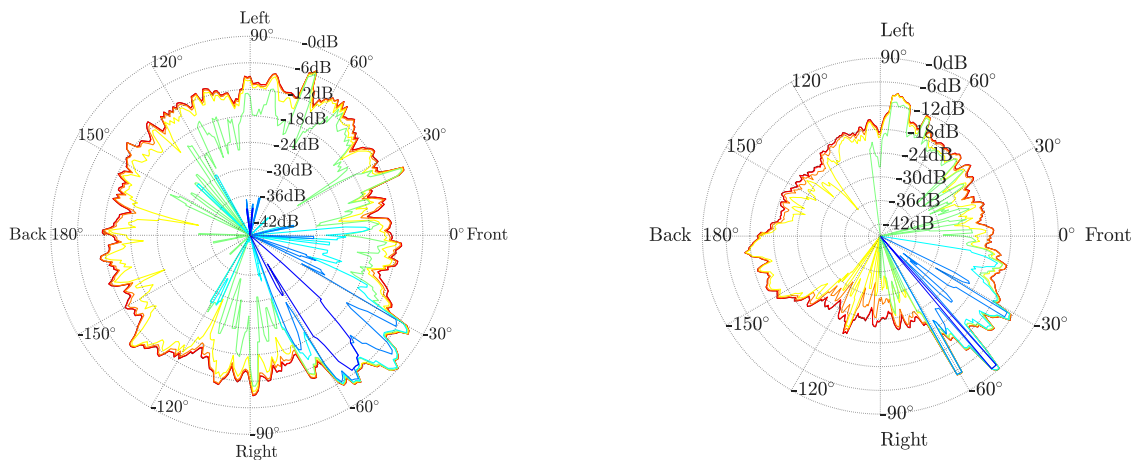 Left
90°
-0dB
120°
-6dB
60°
-12dB
150°
-18dB
30°
-24dB
-30dB
-36dB
-42dB
Back 180°
0° Front
-150°
-30°
-120°
-60°
-90°
Right
Left
90°
-0dB
120°
-6dB
60°
-12dB
150°
-18dB
30°
-24dB
-30dB
-36dB
-42dB
Back 180°
0° Front
-150°
-30°
-120°
-60°
-90°
Right